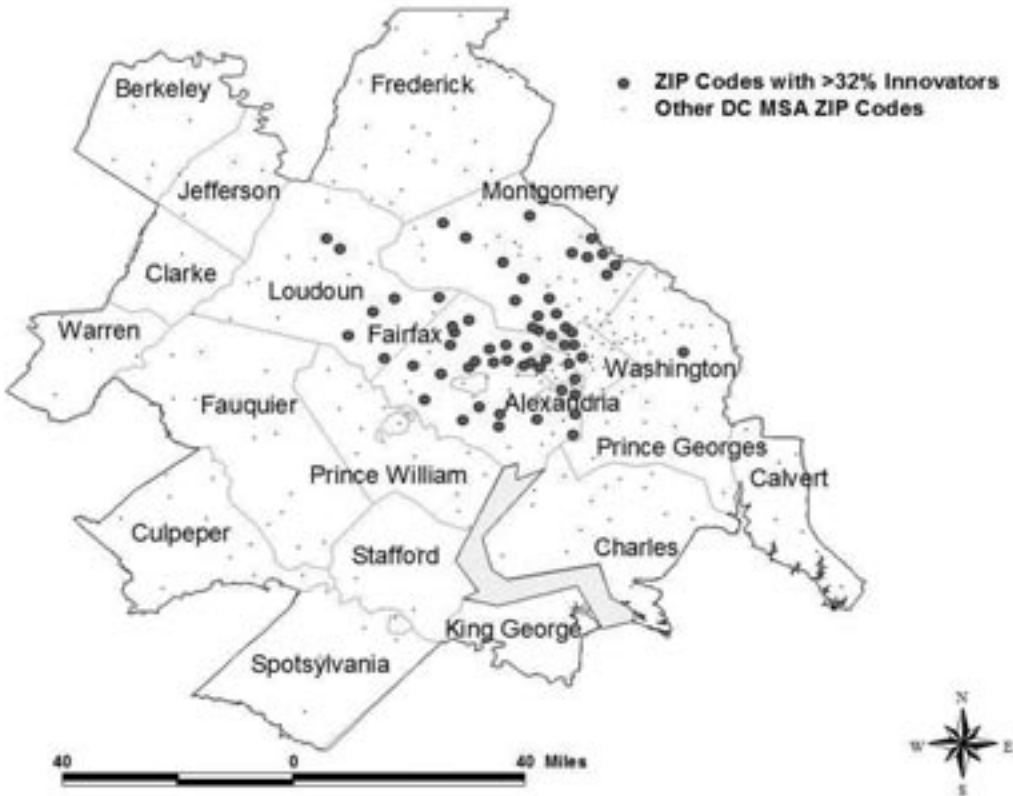 Berkeley
Frederick
ZIP Codes with >32% Innovators
Other DC MSA ZIP Codes
Jefferson
Montgomery
Clarke
Loudoun
Warren
Fairfax
Washington
Fauquier
Alexandria
Prince Georges
Prince William
Calvert
Culpeper
Stafford
Charles
King George
Spotsylvania
N
W E
S
40 0 40 Miles